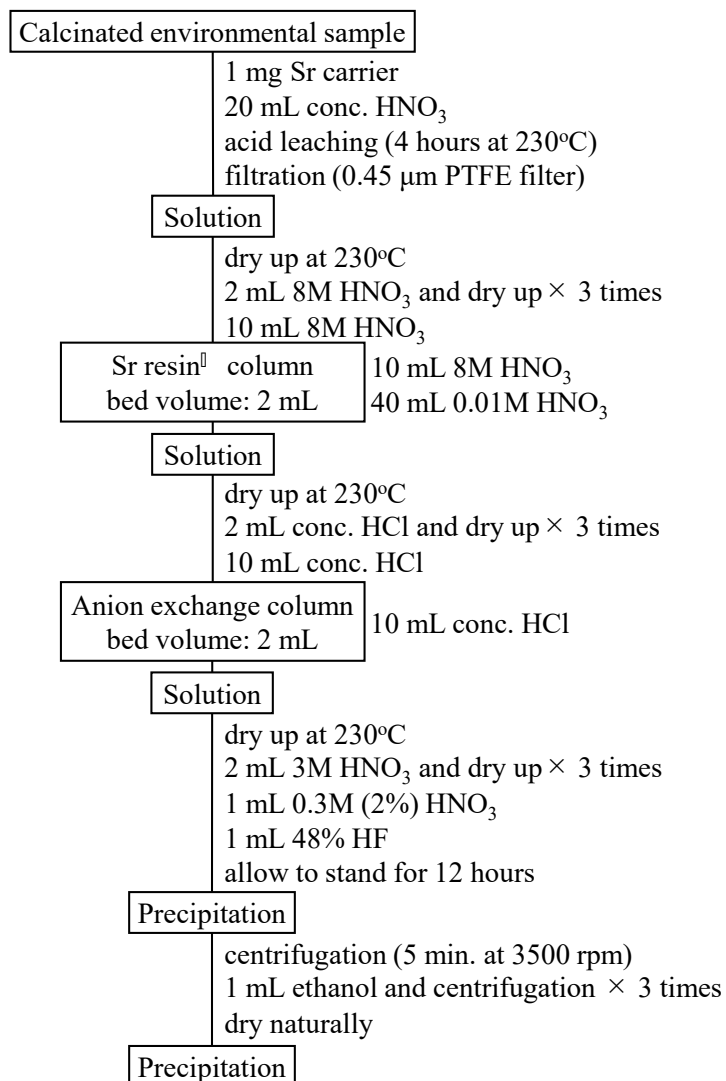 Calcinated environmental sample
1 mg Sr carrier
20 mL conc. HNO₃
acid leaching (4 hours at 230°C)
filtration (0.45 μm PTFE filter)
Solution
dry up at 230°C
2 mL 8M HNO₃ and dry up × 3 times
10 mL 8M HNO₃
Sr resin▯ column
bed volume: 2 mL
10 mL 8M HNO₃
40 mL 0.01M HNO₃
Solution
dry up at 230°C
2 mL conc. HCl and dry up × 3 times
10 mL conc. HCl
Anion exchange column
bed volume: 2 mL
10 mL conc. HCl
Solution
dry up at 230°C
2 mL 3M HNO₃ and dry up × 3 times
1 mL 0.3M (2%) HNO₃
1 mL 48% HF
allow to stand for 12 hours
Precipitation
centrifugation (5 min. at 3500 rpm)
1 mL ethanol and centrifugation × 3 times
dry naturally
Precipitation